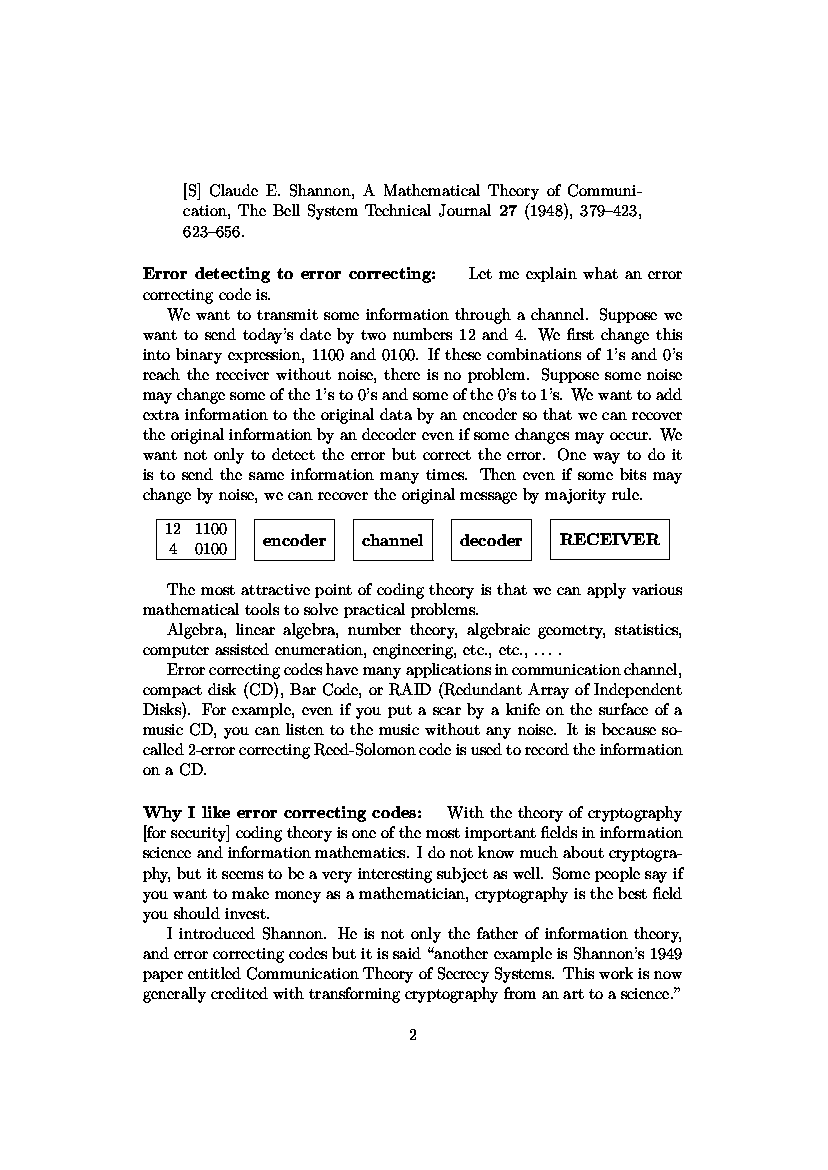 [S] Claude E. Shannon, A Mathematical Theory of Communi-
cation, The Bell System Technical Journal 27 (1948), 379–423,
623–656.
Error detecting to error correcting: Let me explain what an error
correcting code is.
We want to transmit some information through a channel. Suppose we
want to send today's date by two numbers 12 and 4. We first change this
into binary expression, 1100 and 0100. If these combinations of 1's and 0's
reach the receiver without noise, there is no problem. Suppose some noise
may change some of the 1's to 0's and some of the 0's to 1's. We want to add
extra information to the original data by an encoder so that we can recover
the original information by an decoder even if some changes may occur. We
want not only to detect the error but correct the error. One way to do it
is to send the same information many times. Then even if some bits may
change by noise, we can recover the original message by majority rule.
12 1100
4 0100
encoder
channel
decoder
RECEIVER
The most attractive point of coding theory is that we can apply various
mathematical tools to solve practical problems.
Algebra, linear algebra, number theory, algebraic geometry, statistics,
computer assisted enumeration, engineering, etc., etc., ... .
Error correcting codes have many applications in communication channel,
compact disk (CD), Bar Code, or RAID (Redundant Array of Independent
Disks). For example, even if you put a scar by a knife on the surface of a
music CD, you can listen to the music without any noise. It is because so-
called 2-error correcting Reed-Solomon code is used to record the information
on a CD.
Why I like error correcting codes: With the theory of cryptography
[for security] coding theory is one of the most important fields in information
science and information mathematics. I do not know much about cryptogra-
phy, but it seems to be a very interesting subject as well. Some people say if
you want to make money as a mathematician, cryptography is the best field
you should invest.
I introduced Shannon. He is not only the father of information theory,
and error correcting codes but it is said “another example is Shannon's 1949
paper entitled Communication Theory of Secrecy Systems. This work is now
generally credited with transforming cryptography from an art to a science.”
2